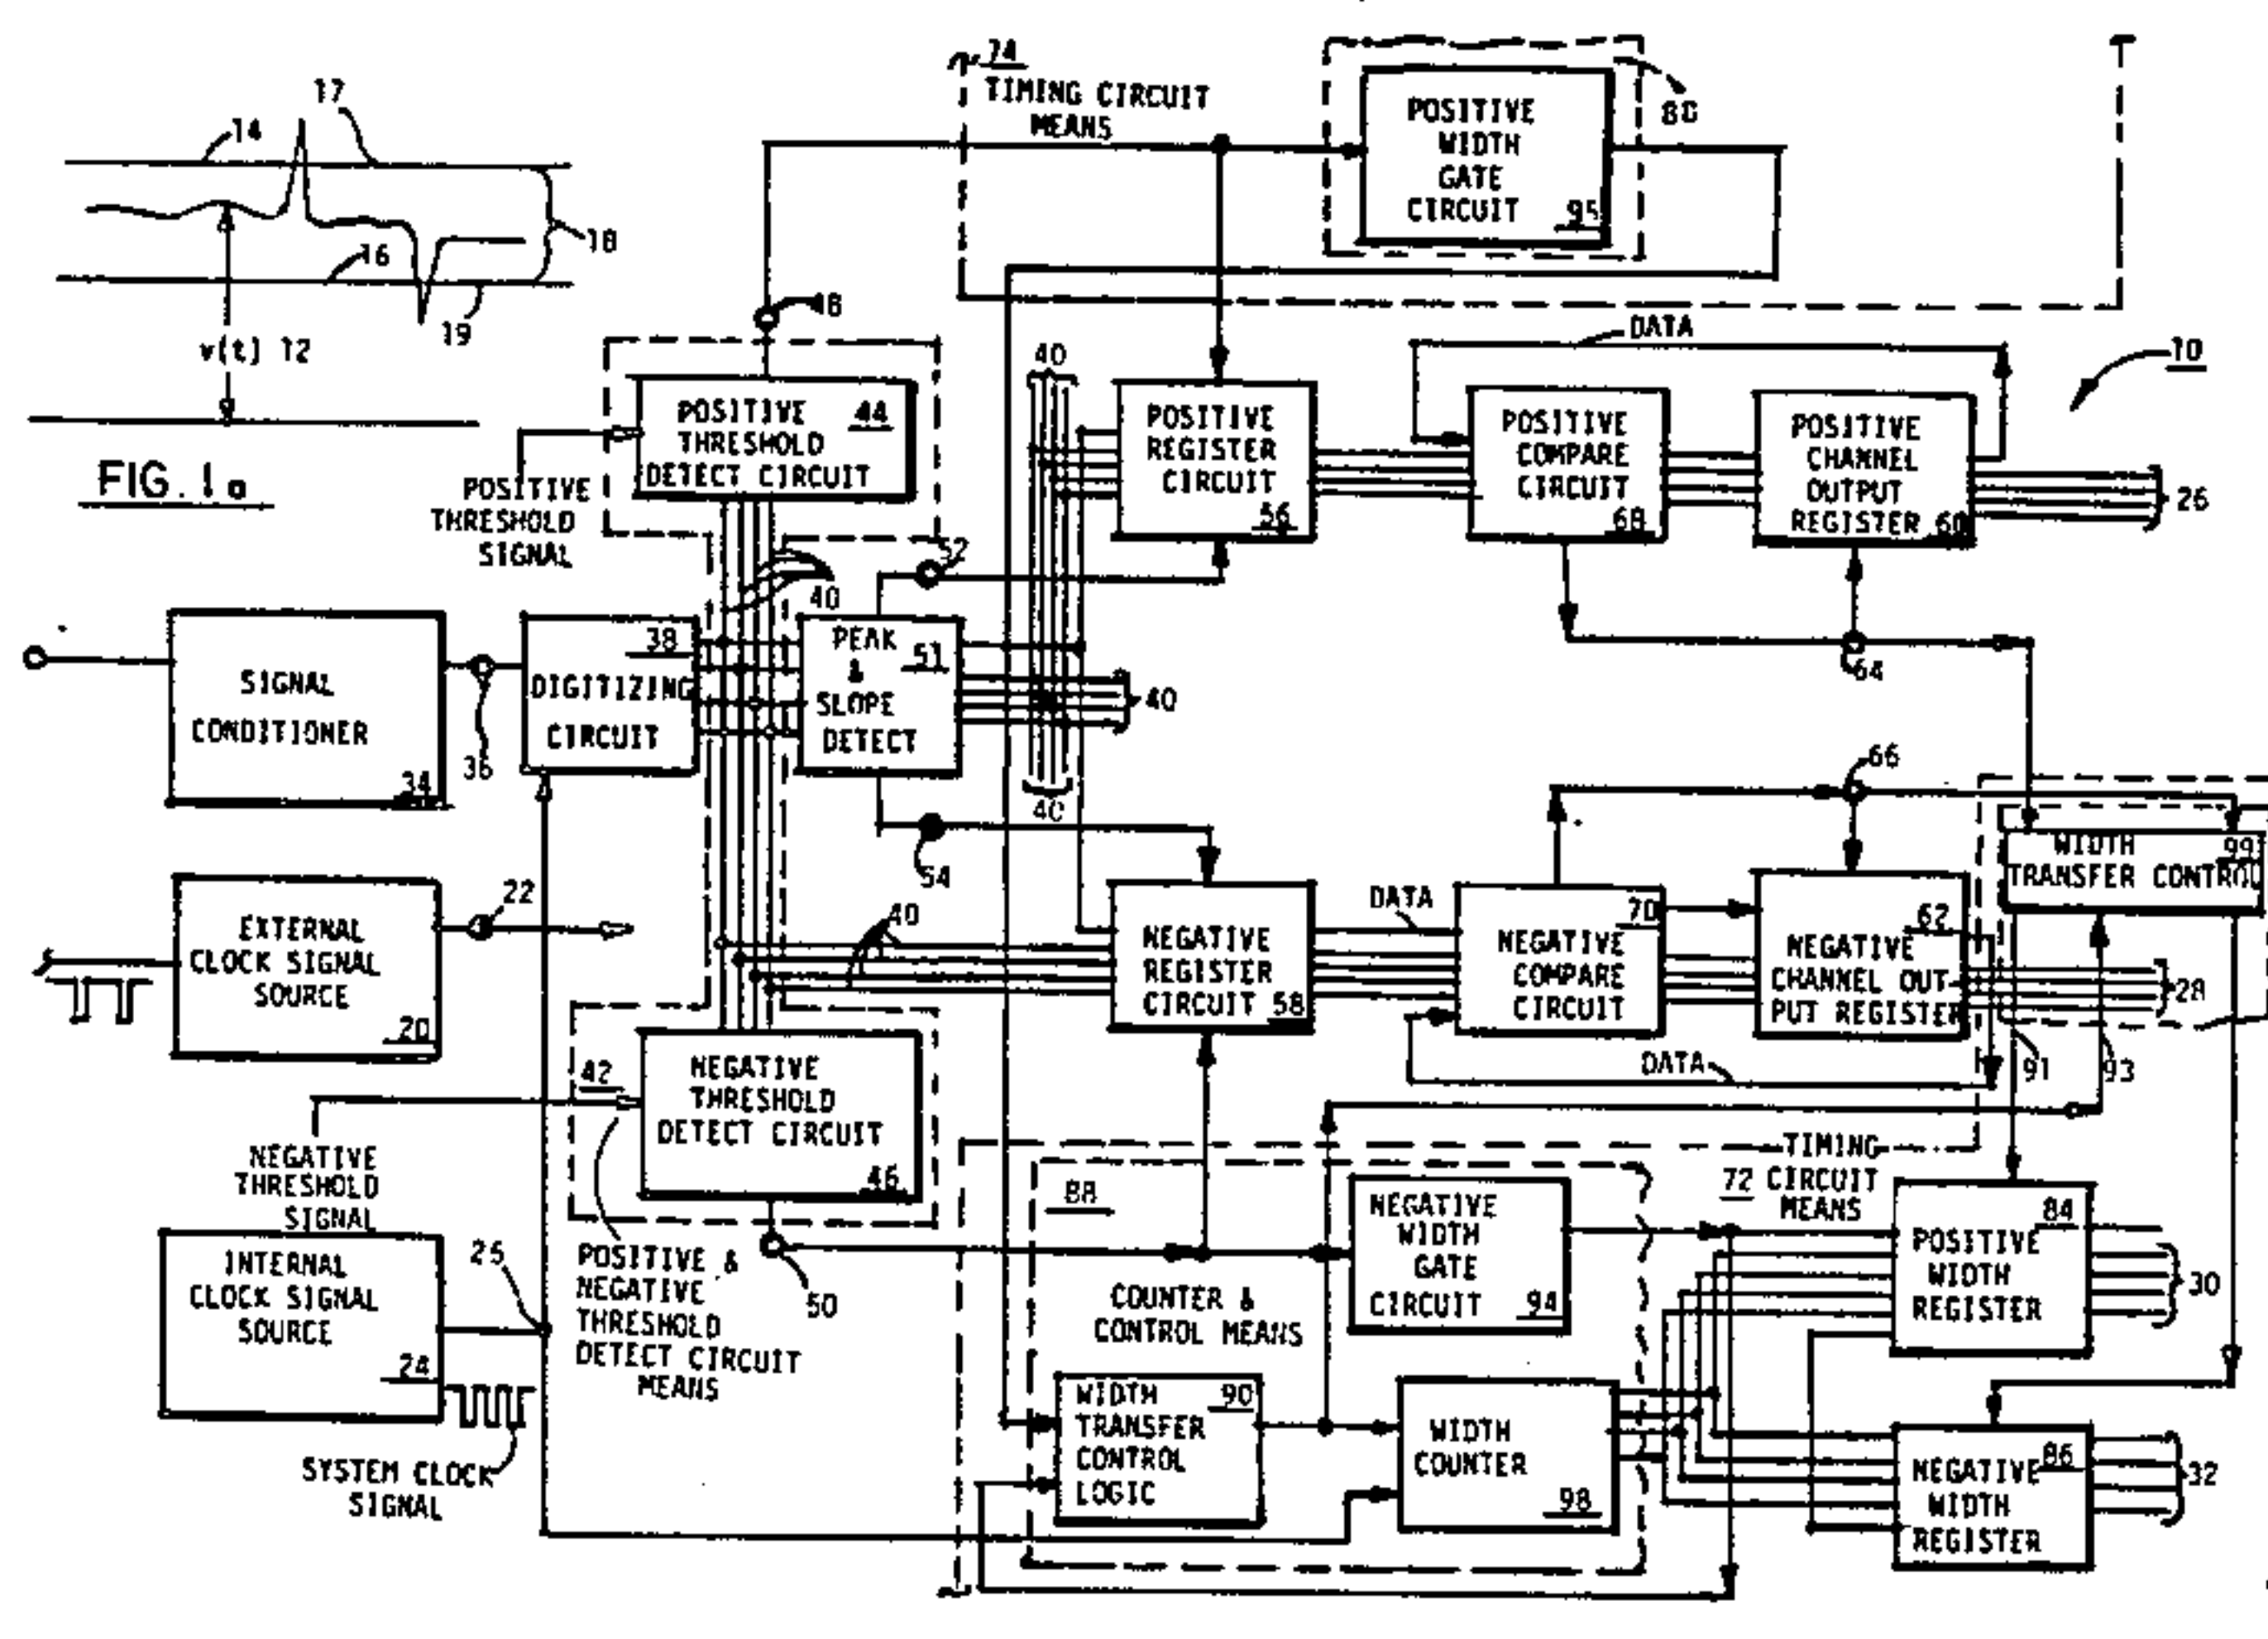 17
14
18
16
19
v(t) 12
FIG. 1a
74
TIMING CIRCUIT
MEANS
POSITIVE
WIDTH
GATE
CIRCUIT 95
88
48
POSITIVE
THRESHOLD
DETECT CIRCUIT
44
POSITIVE
THRESHOLD
SIGNAL
40
POSITIVE
REGISTER
CIRCUIT
56
DATA
POSITIVE
COMPARE
CIRCUIT
68
POSITIVE
CHANNEL
OUTPUT
REGISTER 60
10
26
52
40
SIGNAL
CONDITIONER
34
36
38
DIGITIZING
CIRCUIT
PEAK
&
SLOPE
DETECT
51
40
40
64
54
66
EXTERNAL
CLOCK SIGNAL
SOURCE
20
22
40
NEGATIVE
REGISTER
CIRCUIT 58
DATA
70
NEGATIVE
COMPARE
CIRCUIT
62
NEGATIVE
CHANNEL OUT-
PUT REGISTER
WIDTH 99
TRANSFER CONTROL
28
DATA
91
93
42
NEGATIVE
THRESHOLD
DETECT CIRCUIT
46
NEGATIVE
THRESHOLD
SIGNAL
INTERNAL
CLOCK SIGNAL
SOURCE
24
25
SYSTEM CLOCK
SIGNAL
POSITIVE &
NEGATIVE
THRESHOLD
DETECT CIRCUIT
MEANS
50
88
COUNTER &
CONTROL MEANS
NEGATIVE
WIDTH
GATE
CIRCUIT 94
TIMING
72 CIRCUIT
MEANS
84
POSITIVE
WIDTH
REGISTER
30
WIDTH 90
TRANSFER
CONTROL
LOGIC
WIDTH
COUNTER
98
86
NEGATIVE
WIDTH
REGISTER
32